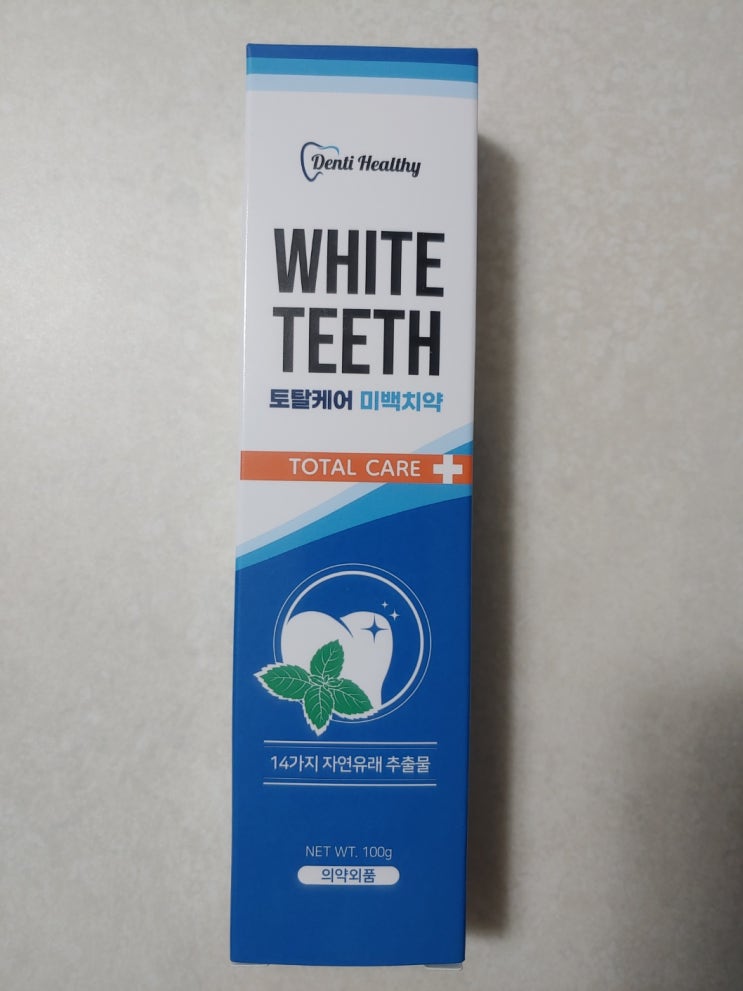 Denti Healthy
WHITE
TEETH
토탈케어 미백치약
TOTAL CARE
14가지 자연유래 추출물
NET WT. 100g
의약외품